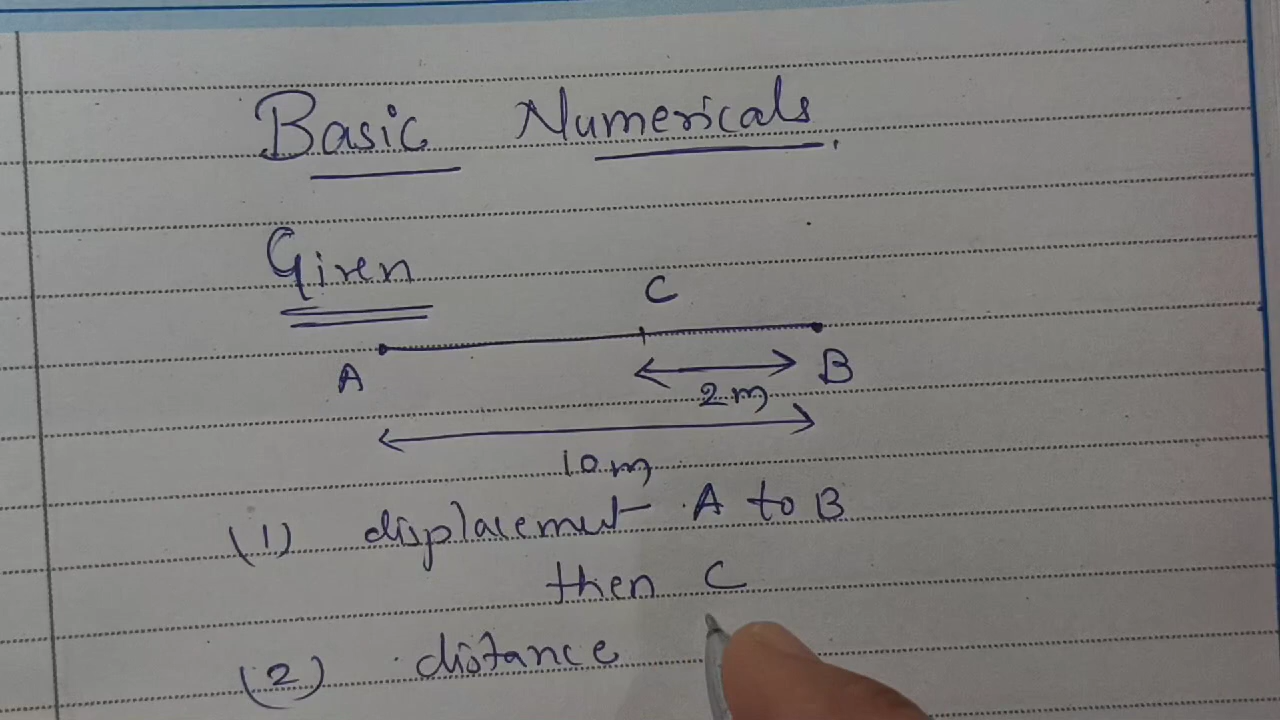 Basic Numericals.
Given
C
A
B
2m
10m
(1) displacement A to B
then C
(2) distance